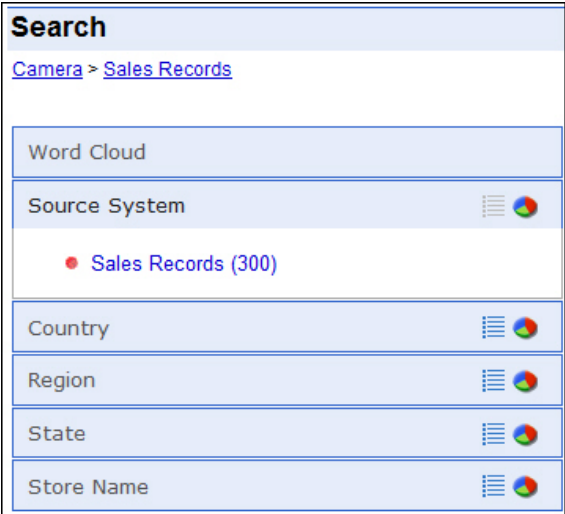 Search
Camera > Sales Records
Word Cloud
Source System
Sales Records (300)
Country
Region
State
Store Name